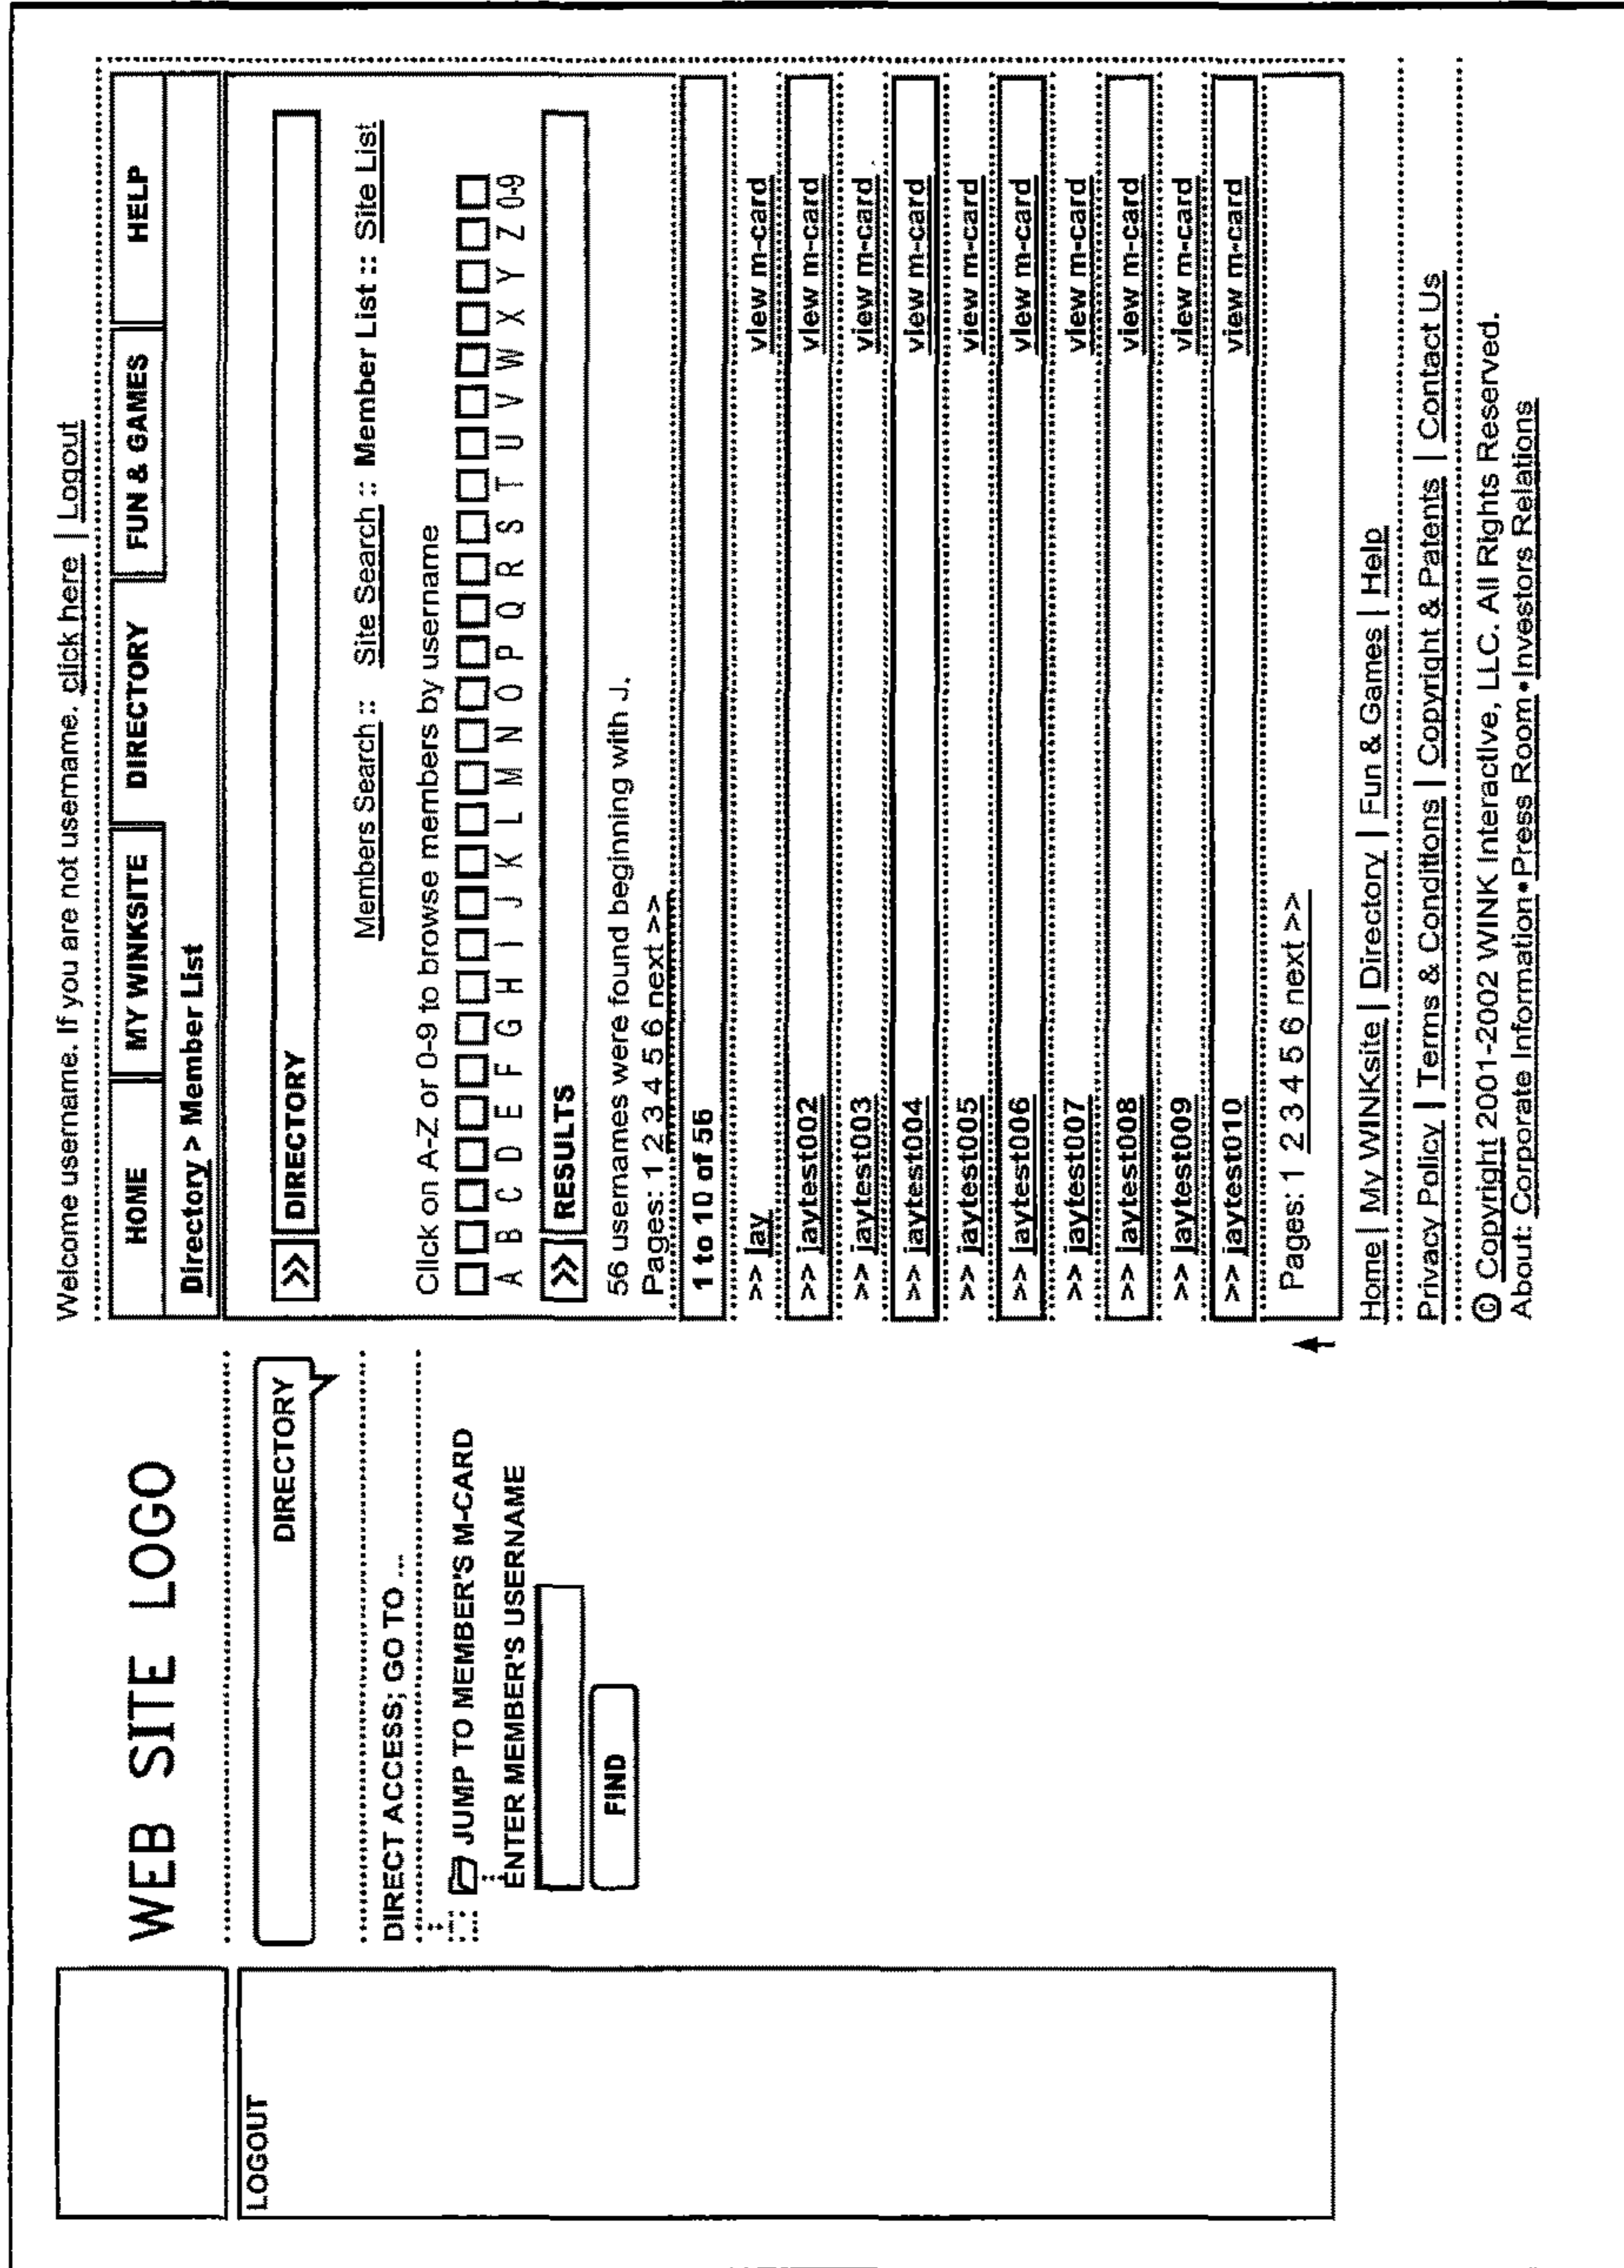 LOGOUT
WEB SITE LOGO
DIRECTORY
DIRECT ACCESS; GO TO ...
JUMP TO MEMBER'S M-CARD
ENTER MEMBER'S USERNAME
FIND
Welcome username. If you are not username. click here | Logout
HOME MY WINKSITE DIRECTORY FUN & GAMES HELP
Directory > Member List
>> DIRECTORY
Members Search :: Site Search :: Member List :: Site List
Click on A-Z or 0-9 to browse members by username
A B C D E F G H I J K L M N O P Q R S T U V W X Y Z 0-9
>> RESULTS
56 usernames were found beginning with J.
Pages: 1 2 3 4 5 6 next >>
1 to 10 of 56
>> jay view m-card
>> jaytest002 view m-card
>> jaytest003 view m-card
>> jaytest004 view m-card
>> jaytest005 view m-card
>> jaytest006 view m-card
>> jaytest007 view m-card
>> jaytest008 view m-card
>> jaytest009 view m-card
>> jaytest010 view m-card
Pages: 1 2 3 4 5 6 next >>
Home | My WINKsite | Directory | Fun & Games | Help
Privacy Policy | Terms & Conditions | Copyright & Patents | Contact Us
© Copyright 2001-2002 WINK Interactive, LLC. All Rights Reserved.
About: Corporate Information•Press Room•Investors Relations